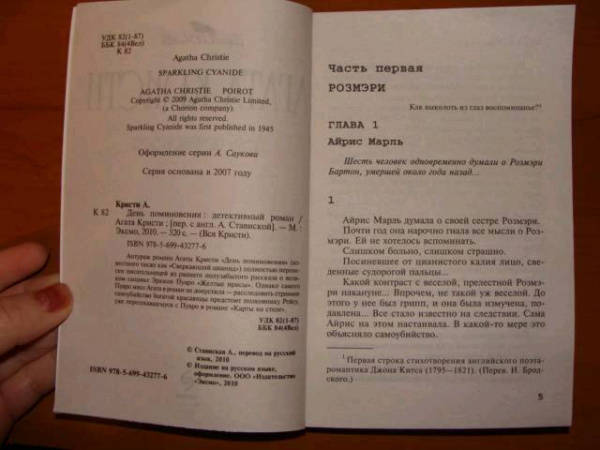 УДК 82(1-87)
ББК 84(4Вел)
К 82
Agatha Christie
SPARKLING CYANIDE
AGATHA CHRISTIE POIROT
Copyright © 2009 Agatha Christie Limited,
(a Chorion company).
All rights reserved.
Sparkling Cyanide was first published in 1945
Оформление серии А. Саукова
Серия основана в 2007 году
Кристи А.
К 82 День поминовения : детективный роман /
Агата Кристи ; [пер. с англ. А. Ставиской]. — М. :
Эксмо, 2010. — 320 с. — (Вся Кристи).
ISBN 978-5-699-43277-6
УДК 82(1-87)
ББК 84(4Вел)
© Ставиская А., перевод на русский
язык, 2010
© Издание на русском языке,
оформление. ООО «Издательство
«Эксмо», 2010
ISBN 978-5-699-43277-6
Часть первая
РОЗМЭРИ
Как выколоть из глаз воспоминанье?¹
ГЛАВА 1
Айрис Марль
Шесть человек одновременно думали о Розмэри
Бартон, умершей около года назад...
1
Айрис Марль думала о своей сестре Розмэри.
Почти год она нарочно гнала все мысли о Роз-
мэри. Ей не хотелось вспоминать.
Слишком больно, слишком страшно.
Посиневшее от цианистого калия лицо, све-
денные судорогой пальцы...
Какой контраст с веселой, прелестной Розмэ-
ри накануне... Впрочем, не такой уж веселой. До
этого у нее был грипп, и она была измучена, по-
давлена... Все стало известно на следствии. Сама
Айрис на этом настаивала. В какой-то мере это
объясняло самоубийство.
¹ Первая строка стихотворения английского поэта-
романтика Джона Китса (1795—1821). (Перев. И. Брод-
ского.)
5